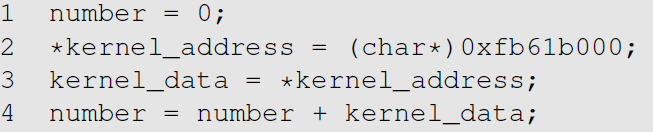 1 number = 0;
2 *kernel_address = (char*)0xfb61b000;
3 kernel_data = *kernel_address;
4 number = number + kernel_data;